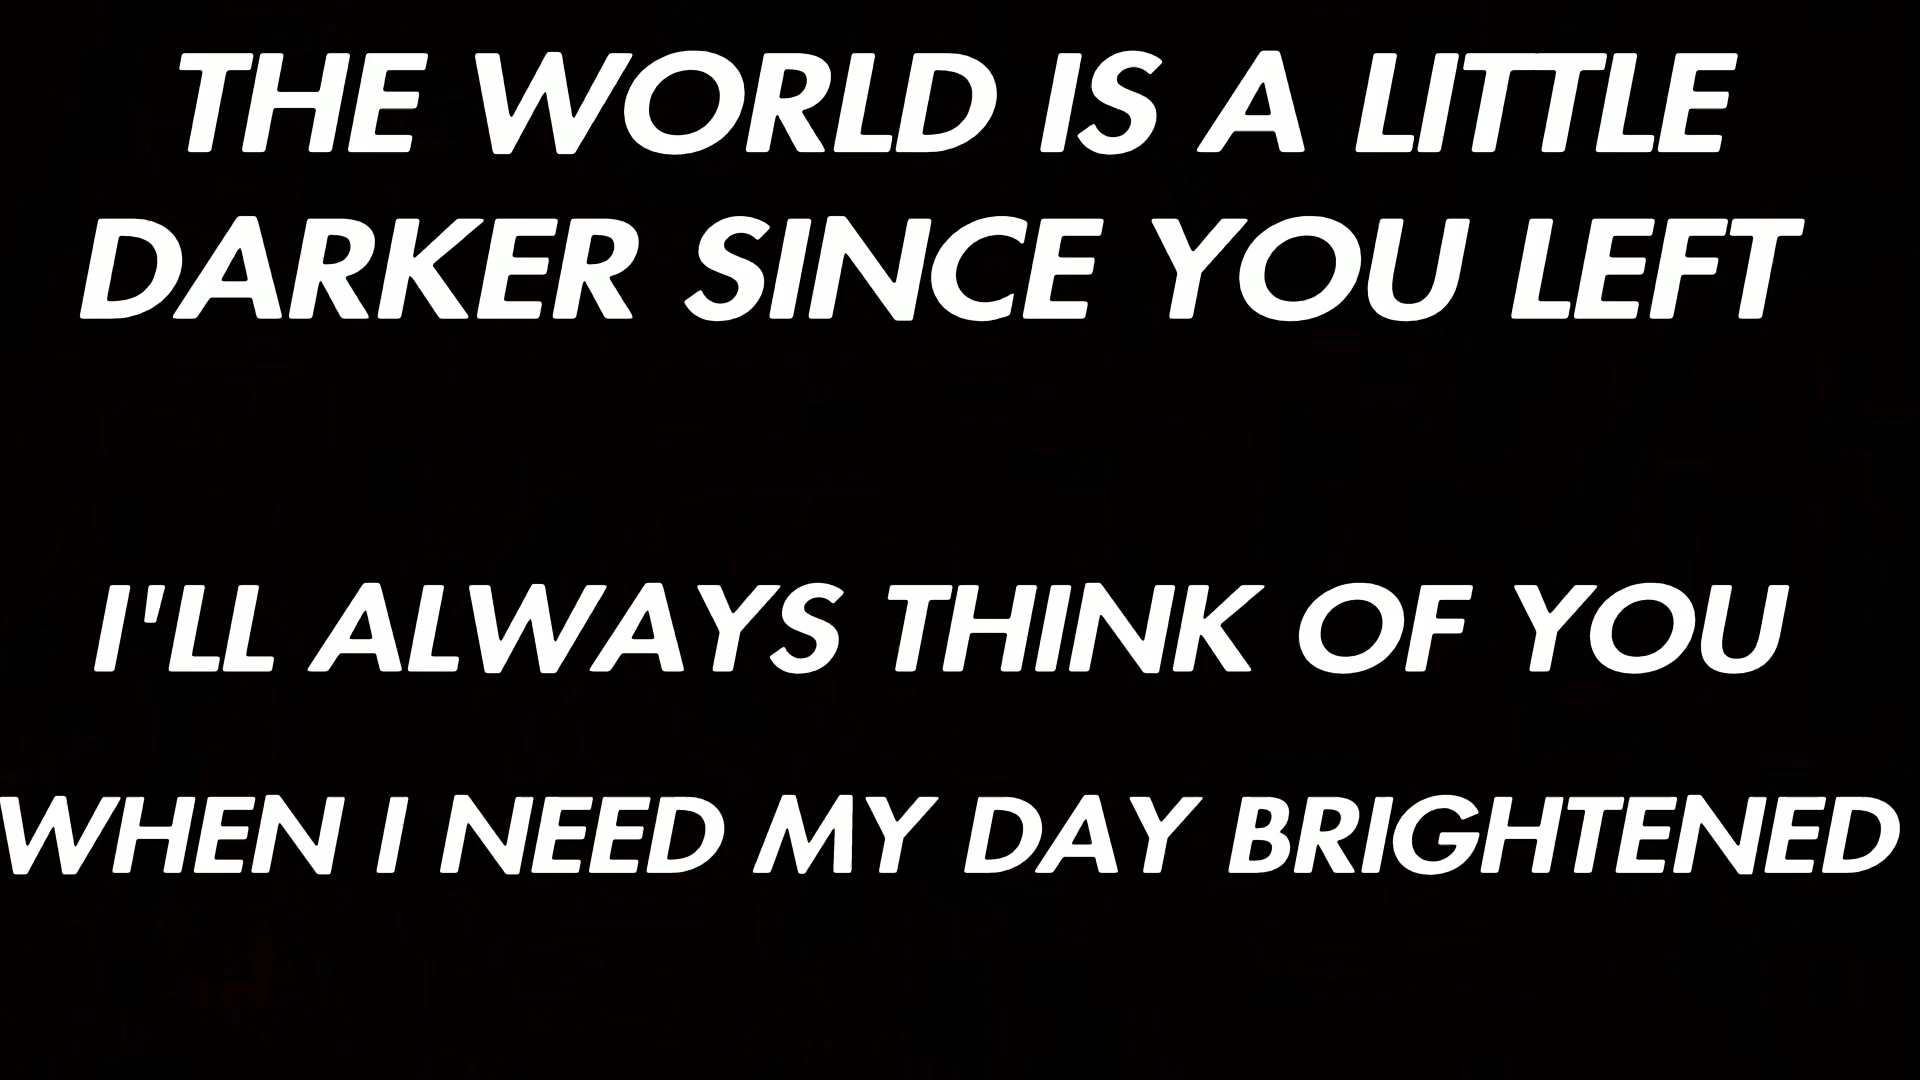 THE WORLD IS A LITTLE
DARKER SINCE YOU LEFT
I'LL ALWAYS THINK OF YOU
WHEN I NEED MY DAY BRIGHTENED